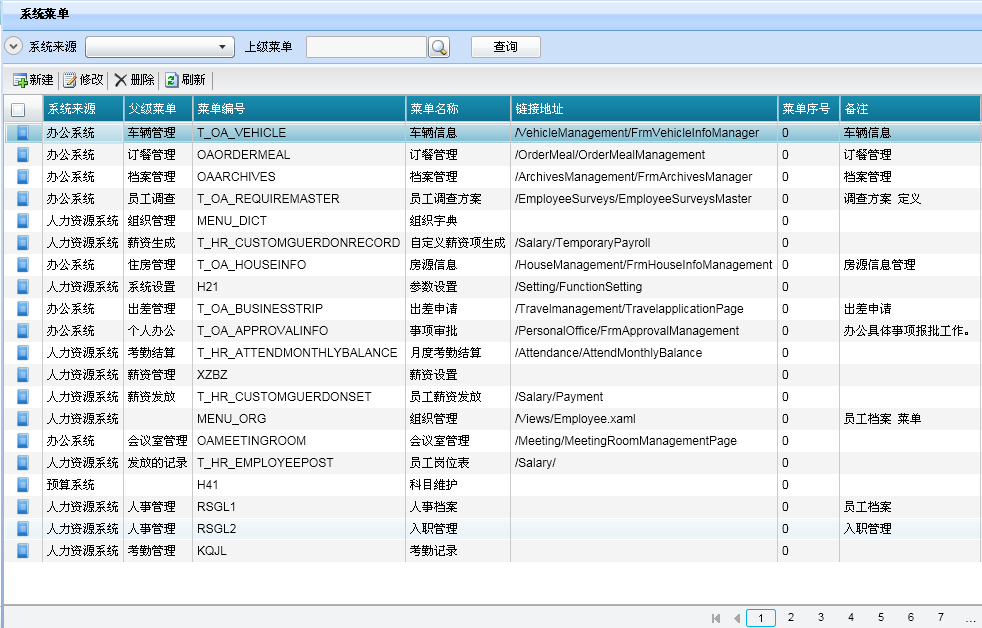 系统菜单
系统来源 上级菜单 查询
新建 修改 删除 刷新
系统来源 父级菜单 菜单编号 菜单名称 链接地址 菜单序号 备注
办公系统 车辆管理 T_OA_VEHICLE 车辆信息 /VehicleManagement/FrmVehicleInfoManager 0 车辆信息
办公系统 订餐管理 OAORDERMEAL 订餐管理 /OrderMeal/OrderMealManagement 0 订餐管理
办公系统 档案管理 OAARCHIVES 档案管理 /ArchivesManagement/FrmArchivesManager 0 档案管理
办公系统 员工调查 T_OA_REQUIREMASTER 员工调查方案 /EmployeeSurveys/EmployeeSurveysMaster 0 调查方案 定义
人力资源系统 组织管理 MENU_DICT 组织字典 0
人力资源系统 薪资生成 T_HR_CUSTOMGUERDONRECORD 自定义薪资项生成 /Salary/TemporaryPayroll 0
办公系统 住房管理 T_OA_HOUSEINFO 房源信息 /HouseManagement/FrmHouseInfoManagement 0 房源信息管理
人力资源系统 系统设置 H21 参数设置 /Setting/FunctionSetting 0
办公系统 出差管理 T_OA_BUSINESSTRIP 出差申请 /Travelmanagement/TravelapplicationPage 0 出差申请
办公系统 个人办公 T_OA_APPROVALINFO 事项审批 /PersonalOffice/FrmApprovalManagement 0 办公具体事项报批工作。
人力资源系统 考勤结算 T_HR_ATTENDMONTHLYBALANCE 月度考勤结算 /Attendance/AttendMonthlyBalance 0
人力资源系统 薪资管理 XZBZ 薪资设置 0
人力资源系统 薪资发放 T_HR_CUSTOMGUERDONSET 员工薪资发放 /Salary/Payment 0
人力资源系统 MENU_ORG 组织管理 /Views/Employee.xaml 0 员工档案 菜单
办公系统 会议室管理 OAMEETINGROOM 会议室管理 /Meeting/MeetingRoomManagementPage 0
人力资源系统 发放的记录 T_HR_EMPLOYEEPOST 员工岗位表 /Salary/ 0
预算系统 H41 科目维护 0
人力资源系统 人事管理 RSGL1 人事档案 0 员工档案
人力资源系统 人事管理 RSGL2 入职管理 0 入职管理
人力资源系统 考勤管理 KQJL 考勤记录 0
1 2 3 4 5 6 7 ...